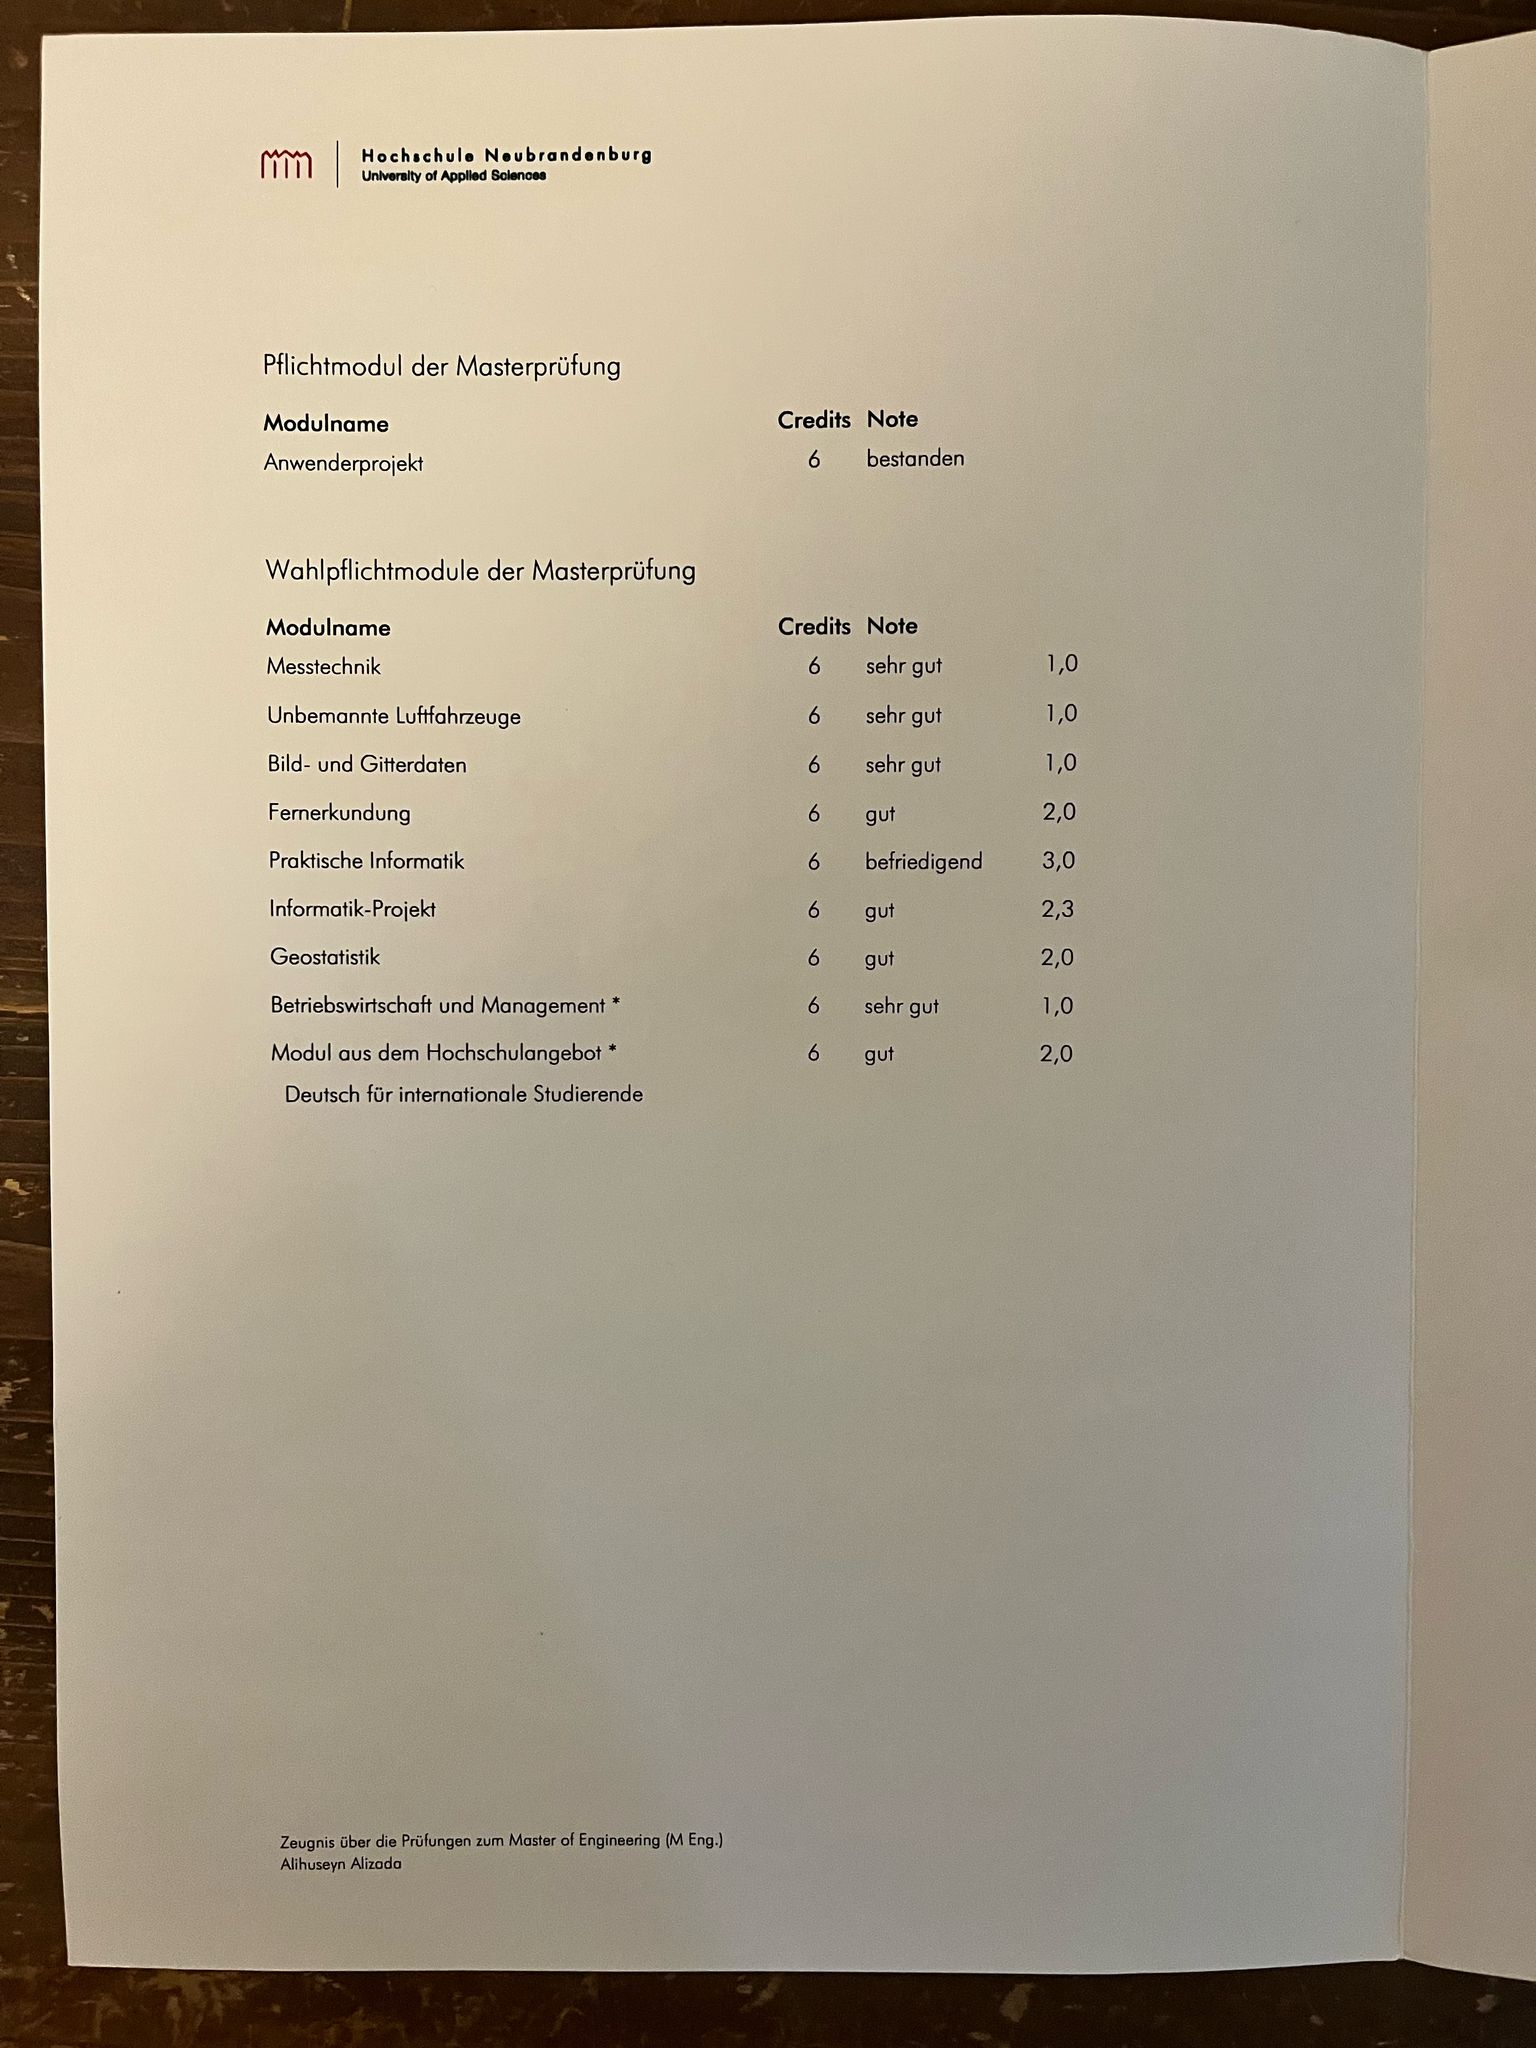 Hochschule Neubrandenburg
University of Applied Sciences
Pflichtmodul der Masterprüfung
Modulname Credits Note
Anwenderprojekt 6 bestanden
Wahlpflichtmodule der Masterprüfung
Modulname Credits Note
Messtechnik 6 sehr gut 1,0
Unbemannte Luftfahrzeuge 6 sehr gut 1,0
Bild- und Gitterdaten 6 sehr gut 1,0
Fernerkundung 6 gut 2,0
Praktische Informatik 6 befriedigend 3,0
Informatik-Projekt 6 gut 2,3
Geostatistik 6 gut 2,0
Betriebswirtschaft und Management * 6 sehr gut 1,0
Modul aus dem Hochschulangebot * 6 gut 2,0
Deutsch für internationale Studierende
Zeugnis über die Prüfungen zum Master of Engineering (M Eng.)
Alihuseyn Alizada